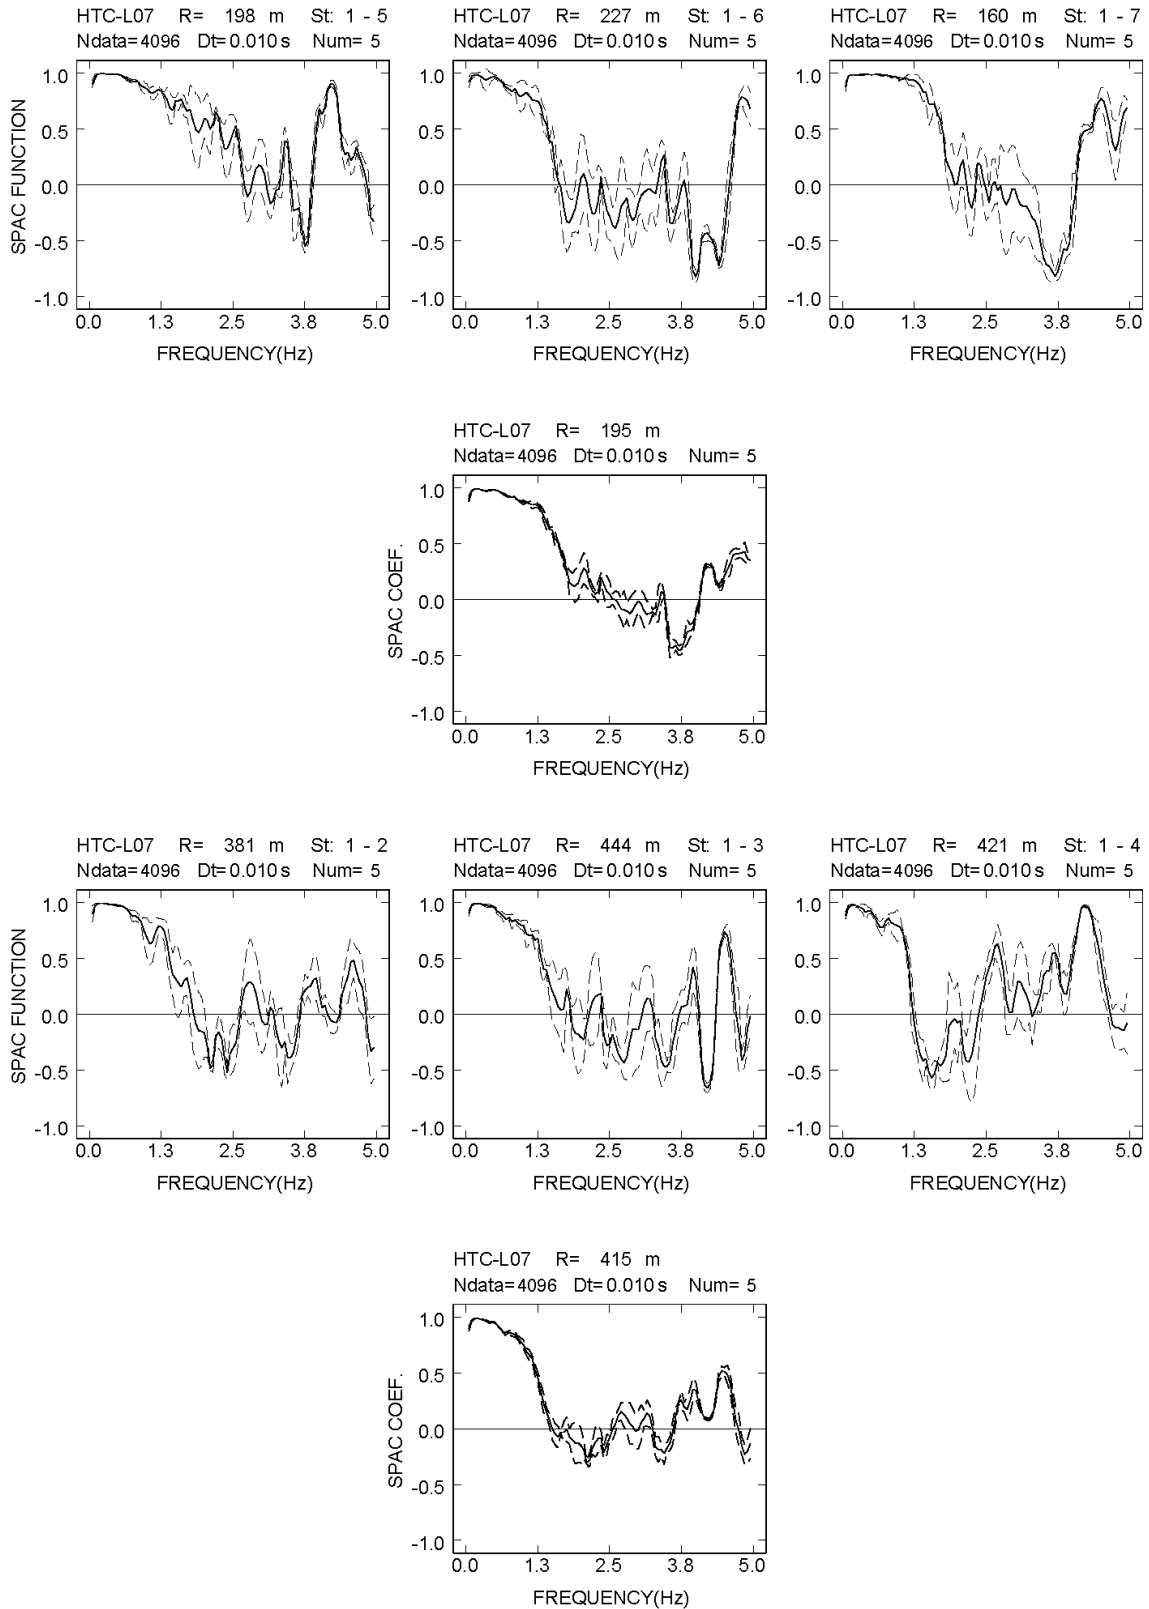 HTC-L07 R= 198 m St: 1 - 5
Ndata=4096 Dt=0.010 s Num= 5
SPAC FUNCTION
1.0
0.5
0.0
-0.5
-1.0
0.0 1.3 2.5 3.8 5.0
FREQUENCY(Hz)
HTC-L07 R= 227 m St: 1 - 6
Ndata=4096 Dt=0.010 s Num= 5
1.0
0.5
0.0
-0.5
-1.0
0.0 1.3 2.5 3.8 5.0
FREQUENCY(Hz)
HTC-L07 R= 160 m St: 1 - 7
Ndata=4096 Dt=0.010 s Num= 5
1.0
0.5
0.0
-0.5
-1.0
0.0 1.3 2.5 3.8 5.0
FREQUENCY(Hz)
HTC-L07 R= 195 m
Ndata=4096 Dt=0.010 s Num= 5
SPAC COEF.
1.0
0.5
0.0
-0.5
-1.0
0.0 1.3 2.5 3.8 5.0
FREQUENCY(Hz)
HTC-L07 R= 381 m St: 1 - 2
Ndata=4096 Dt=0.010 s Num= 5
SPAC FUNCTION
1.0
0.5
0.0
-0.5
-1.0
0.0 1.3 2.5 3.8 5.0
FREQUENCY(Hz)
HTC-L07 R= 444 m St: 1 - 3
Ndata=4096 Dt=0.010 s Num= 5
1.0
0.5
0.0
-0.5
-1.0
0.0 1.3 2.5 3.8 5.0
FREQUENCY(Hz)
HTC-L07 R= 421 m St: 1 - 4
Ndata=4096 Dt=0.010 s Num= 5
1.0
0.5
0.0
-0.5
-1.0
0.0 1.3 2.5 3.8 5.0
FREQUENCY(Hz)
HTC-L07 R= 415 m
Ndata=4096 Dt=0.010 s Num= 5
SPAC COEF.
1.0
0.5
0.0
-0.5
-1.0
0.0 1.3 2.5 3.8 5.0
FREQUENCY(Hz)